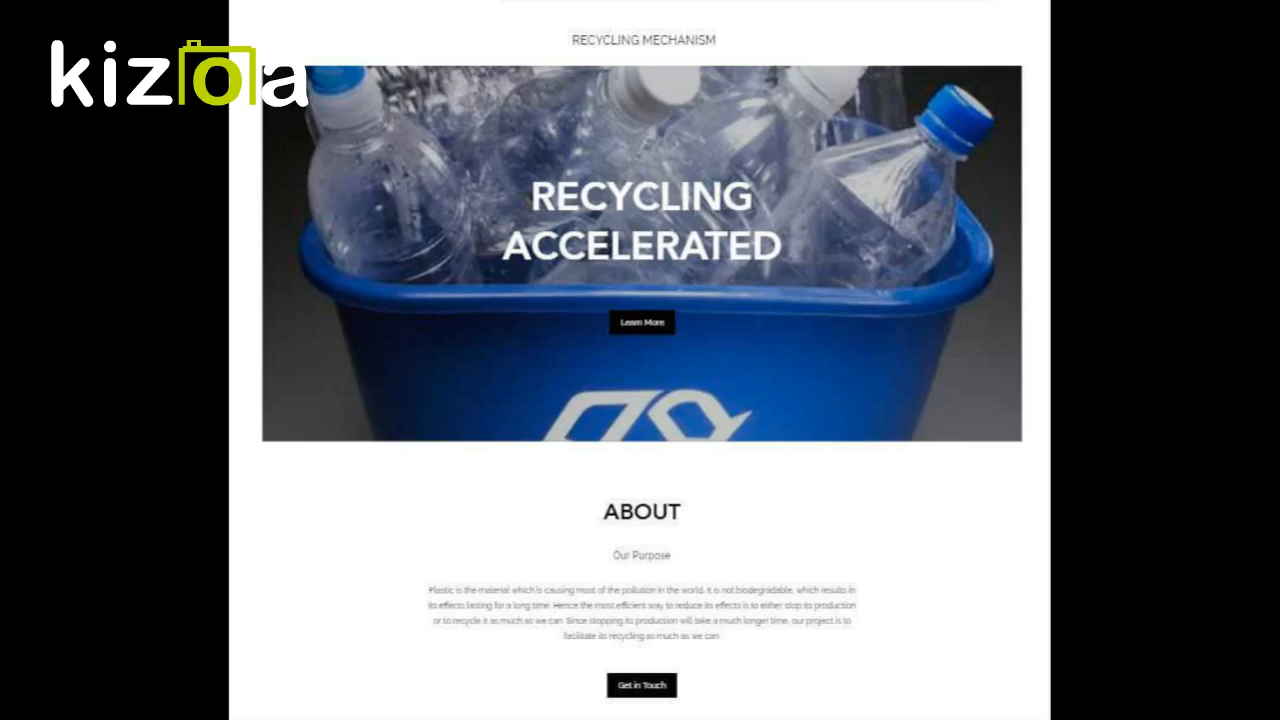 RECYCLING MECHANISM
kizoa
RECYCLING
ACCELERATED
Learn More
ABOUT
Our Purpose
Plastic is the material which is causing most of the pollution in the world. It is not biodegradable, which results in
its effects lasting for a long time. Hence the most efficient way to reduce its effects is to either stop its production
or to recycle it as much as we can. Since stopping its production will take a much longer time, our project is to
facilitate its recycling as much as we can
Get in Touch